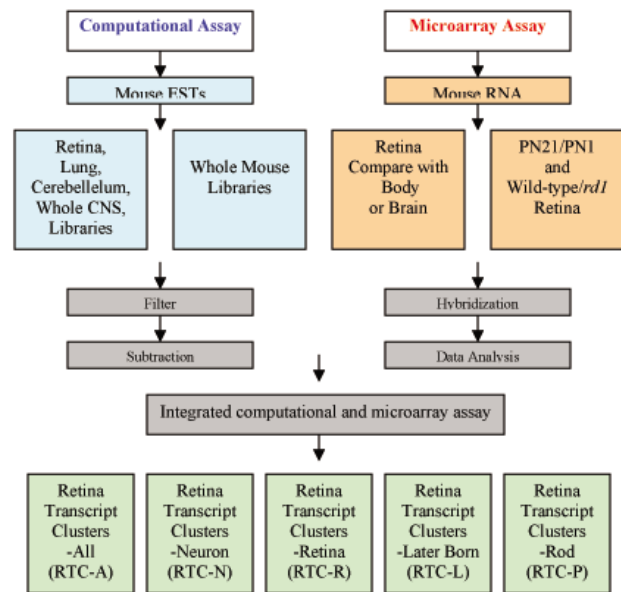 Computational Assay
Microarray Assay
Mouse ESTs
Mouse RNA
Retina,
Lung,
Cerebellelum,
Whole CNS,
Libraries
Whole Mouse
Libraries
Retina
Compare with
Body
or Brain
PN21/PN1
and
Wild-type/rd1
Retina
Filter
Hybridization
Subtraction
Data Analysis
Integrated computational and microarray assay
Retina
Transcript
Clusters
-All
(RTC-A)
Retina
Transcript
Clusters
-Neuron
(RTC-N)
Retina
Transcript
Clusters
-Retina
(RTC-R)
Retina
Transcript
Clusters
-Later Born
(RTC-L)
Retina
Transcript
Clusters
-Rod
(RTC-P)